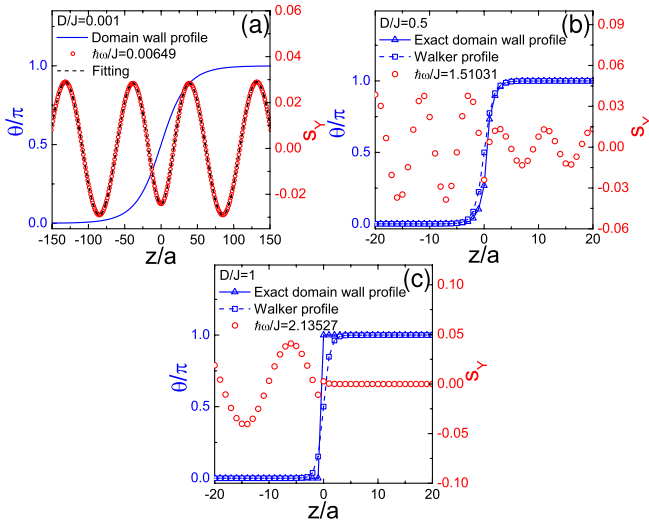 D/J=0.001
(a)
Domain wall profile
ħω/J=0.00649
Fitting
θ/π
1.0
0.5
0.0
0.06
0.03
0.00
-0.02
S_Y
-150 -100 -50 0 50 100 150
z/a
D/J=0.5
(b)
Exact domain wall profile
Walker profile
ħω/J=1.51031
θ/π
1.0
0.5
0.0
0.09
0.06
0.03
0.00
-0.03
-0.06
-20 -10 0 10 20
z/a
D/J=1
(c)
Exact domain wall profile
Walker profile
ħω/J=2.13527
θ/π
1.0
0.5
0.0
0.10
0.05
0.00
-0.05
-0.10
S_Y
-20 -10 0 10 20
z/a